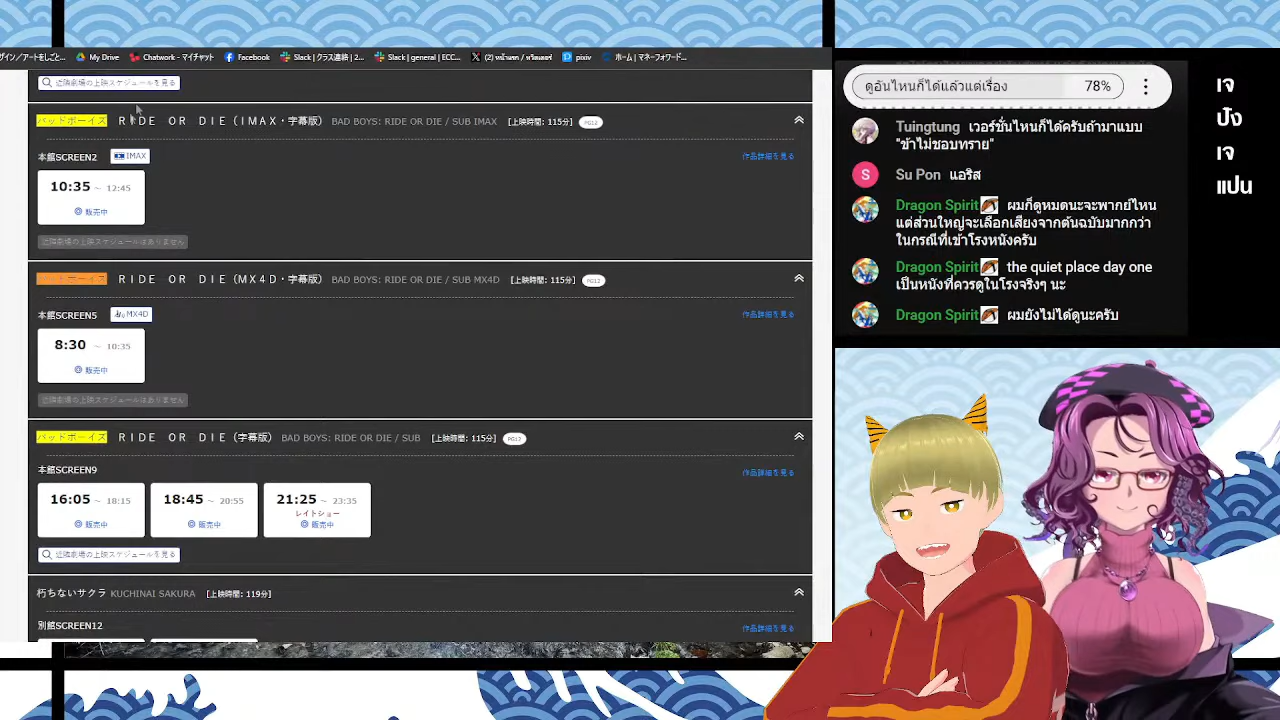 ザイン／アートをしごと...
My Drive
Chatwork - マイチャット
Facebook
Slack | クラス連絡 | 2...
Slack | general | ECC...
(2) หน้าแรก / ทวิตเตอร์
pixiv
ホーム | マネーフォワード...
近隣劇場の上映スケジュールを見る
バッドボーイズ RIDE OR DIE（IMAX・字幕版） BAD BOYS: RIDE OR DIE / SUB IMAX [上映時間: 115分] PG12
本館SCREEN2 IMAX 作品詳細を見る
10:35 ~ 12:45
◎ 販売中
近隣劇場の上映スケジュールはありません
バッドボーイズ RIDE OR DIE（MX4D・字幕版） BAD BOYS: RIDE OR DIE / SUB MX4D [上映時間: 115分] PG12
本館SCREEN5 MX4D 作品詳細を見る
8:30 ~ 10:35
◎ 販売中
近隣劇場の上映スケジュールはありません
バッドボーイズ RIDE OR DIE（字幕版） BAD BOYS: RIDE OR DIE / SUB [上映時間: 115分] PG12
本館SCREEN9 作品詳細を見る
16:05 ~ 18:15 18:45 ~ 20:55 21:25 ~ 23:35
レイトショー
◎ 販売中 ◎ 販売中 ◎ 販売中
近隣劇場の上映スケジュールを見る
朽ちないサクラ KUCHINAI SAKURA [上映時間: 119分]
別館SCREEN12 作品詳細を見る
ดูอันไหนก็ได้แล้วแต่เรื่อง 78%
Tuingtung เวอร์ชั่นไหนก็ได้ครับถ้ามาแบบ
"ข้าไม่ชอบทราย"
S Su Pon แอริส
Dragon Spirit ผมก็ดูหมดนะจะพากย์ไหน
แต่ส่วนใหญ่จะเลือกเสียงจากต้นฉบับมากกว่า
ในกรณีที่เข้าโรงหนังครับ
Dragon Spirit the quiet place day one
เป็นหนังที่ควรดูในโรงจริงๆ นะ
Dragon Spirit ผมยังไม่ได้ดูนะครับ
เจ
ปัง
เจ
แปน